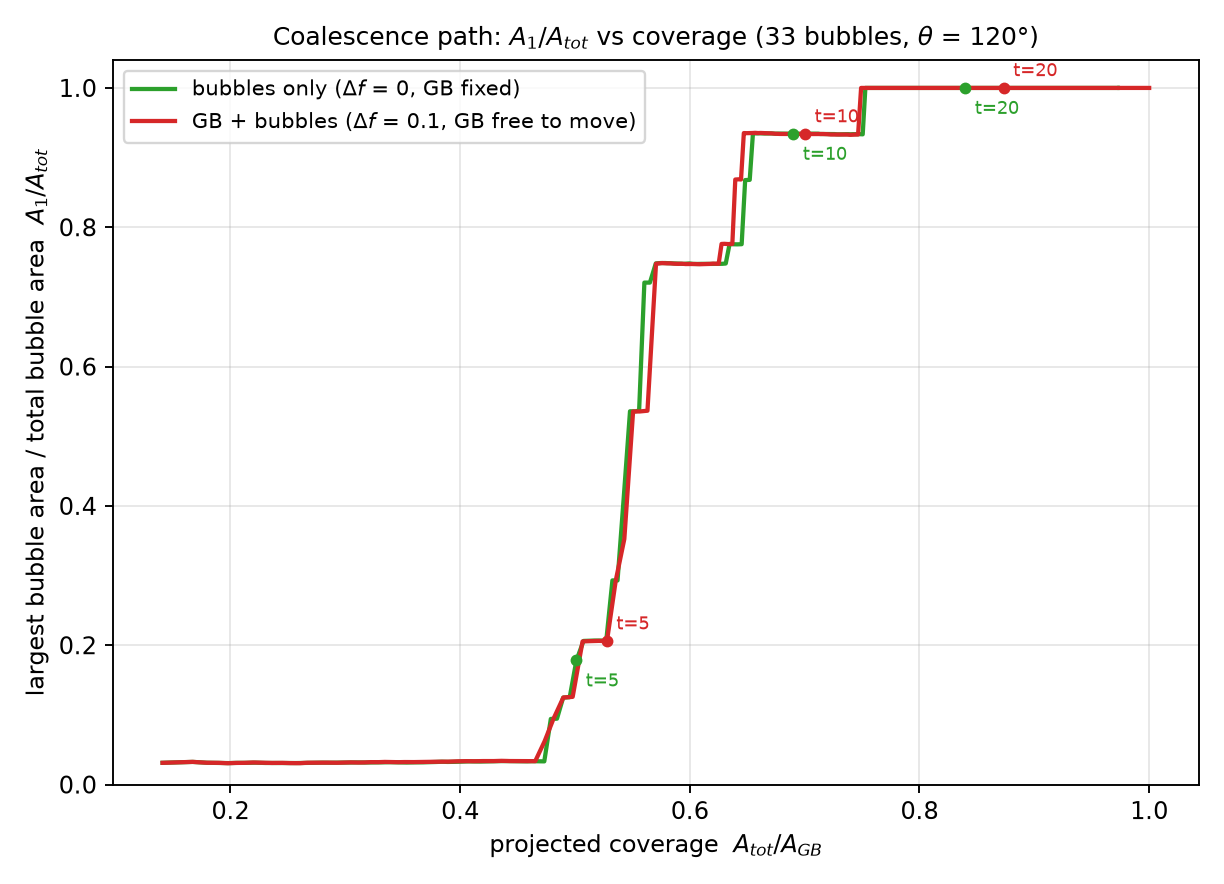 Coalescence path: A₁/Aₜₒₜ vs coverage (33 bubbles, θ = 120°)
bubbles only (Δf = 0, GB fixed)
GB + bubbles (Δf = 0.1, GB free to move)
largest bubble area / total bubble area A₁/Aₜₒₜ
1.0
0.8
0.6
0.4
0.2
0.0
t=20
t=20
t=10
t=10
t=5
t=5
0.2 0.4 0.6 0.8 1.0
projected coverage Aₜₒₜ/A_GB